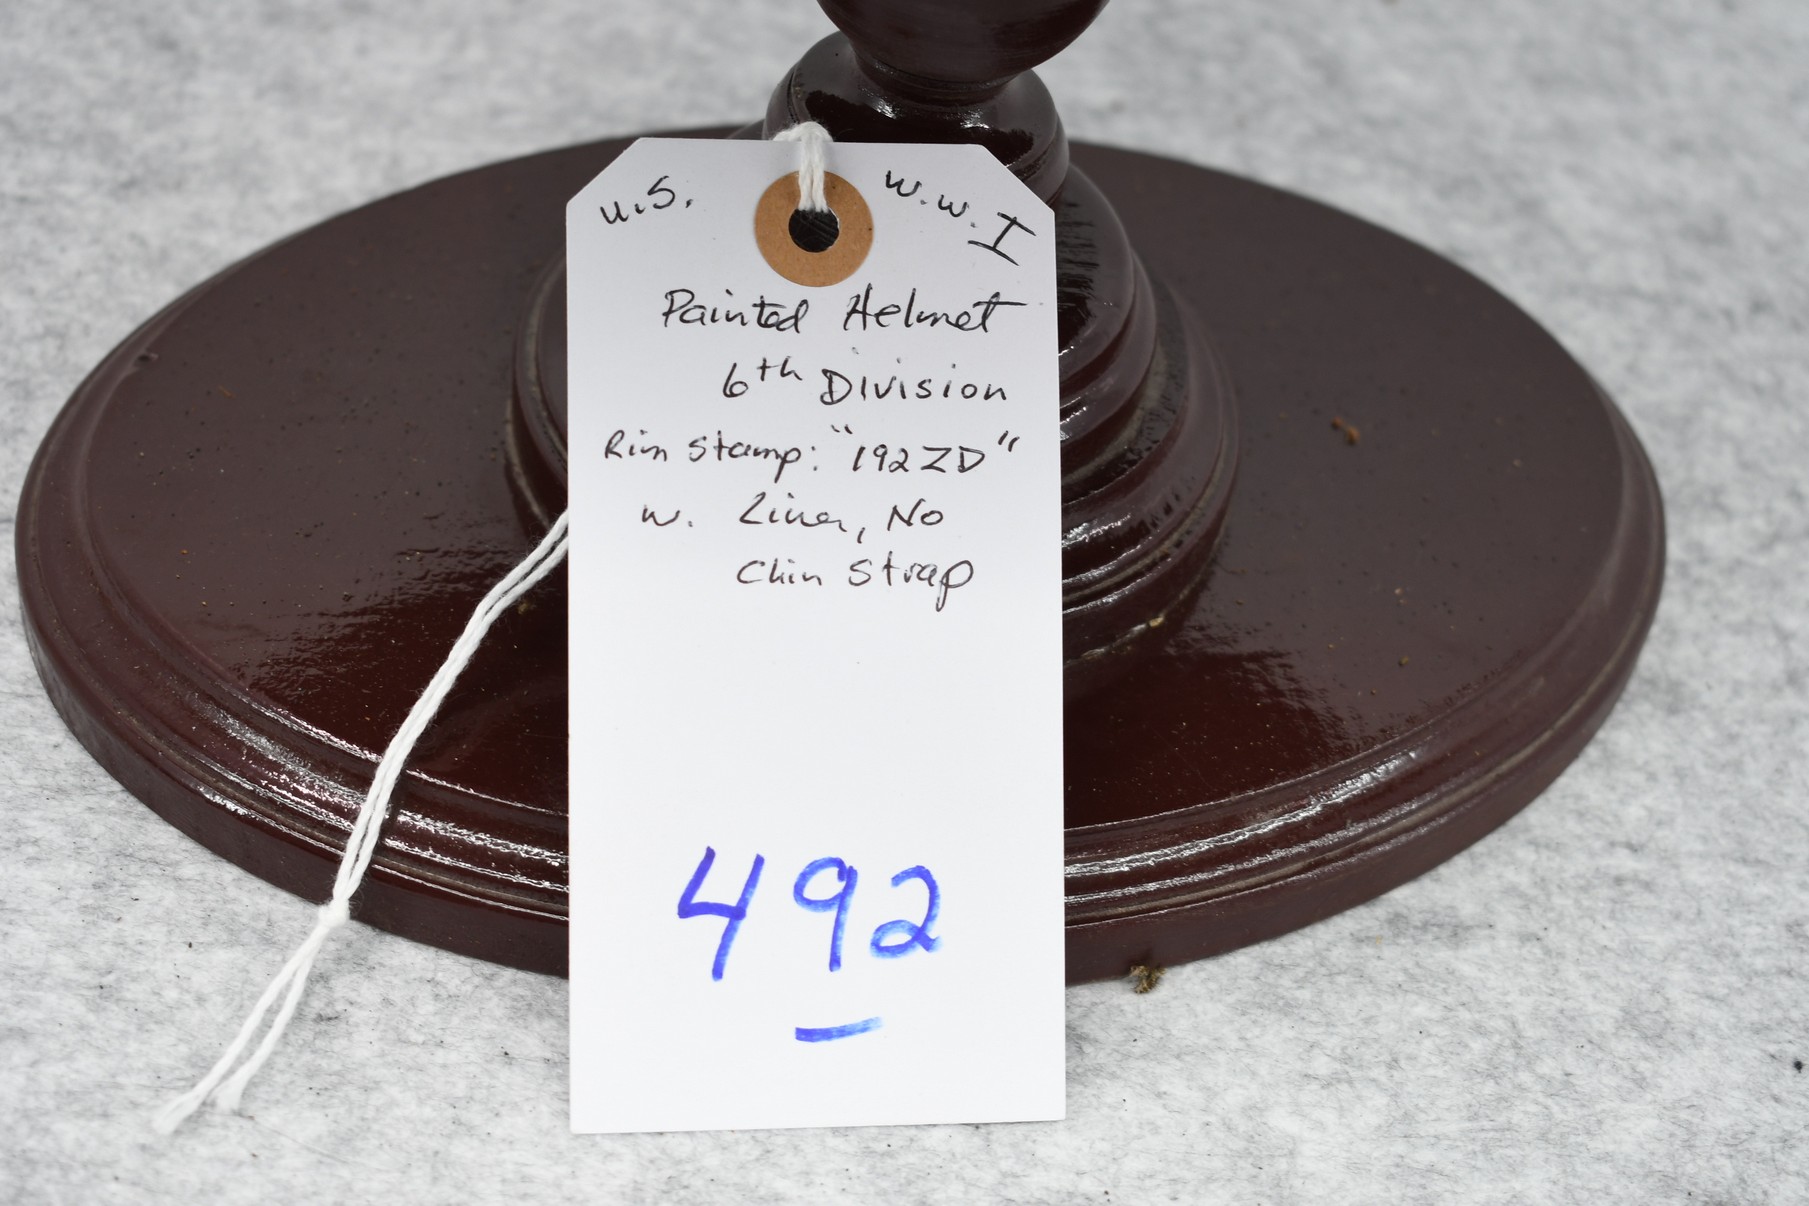 U.S. W.W.I
Painted Helmet
6th Division
Rim Stamp: "192ZD"
w. Liner, No
Chin Strap
492